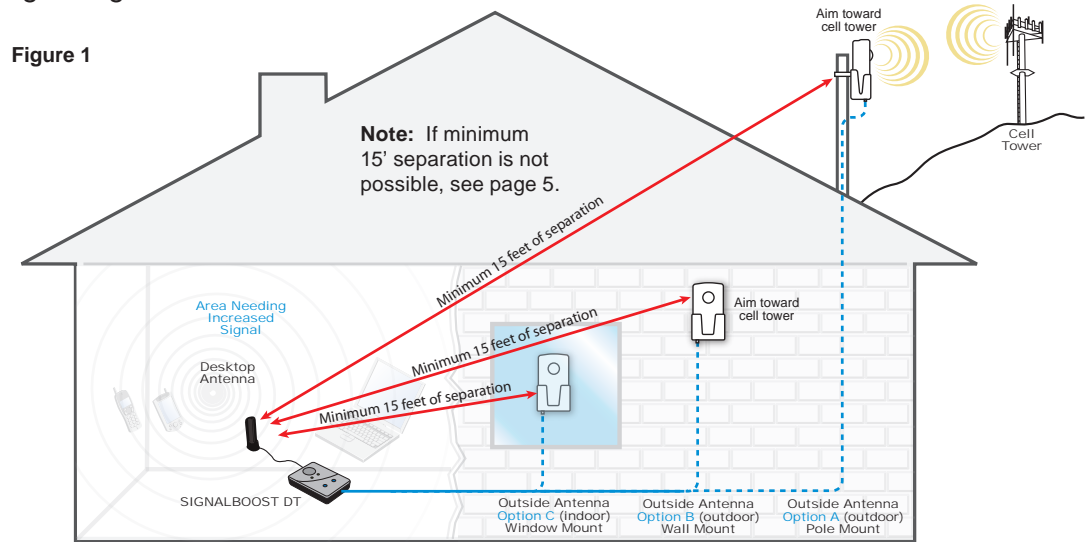 Figure 1
Aim toward
cell tower
Cell
Tower
Note: If minimum
15' separation is not
possible, see page 5.
Minimum 15 feet of separation
Area Needing
Increased
Signal
Desktop
Antenna
Aim toward
cell tower
Minimum 15 feet of separation
Minimum 15 feet of separation
SIGNALBOOST DT
Outside Antenna
Option C (indoor)
Window Mount
Outside Antenna
Option B (outdoor)
Wall Mount
Outside Antenna
Option A (outdoor)
Pole Mount